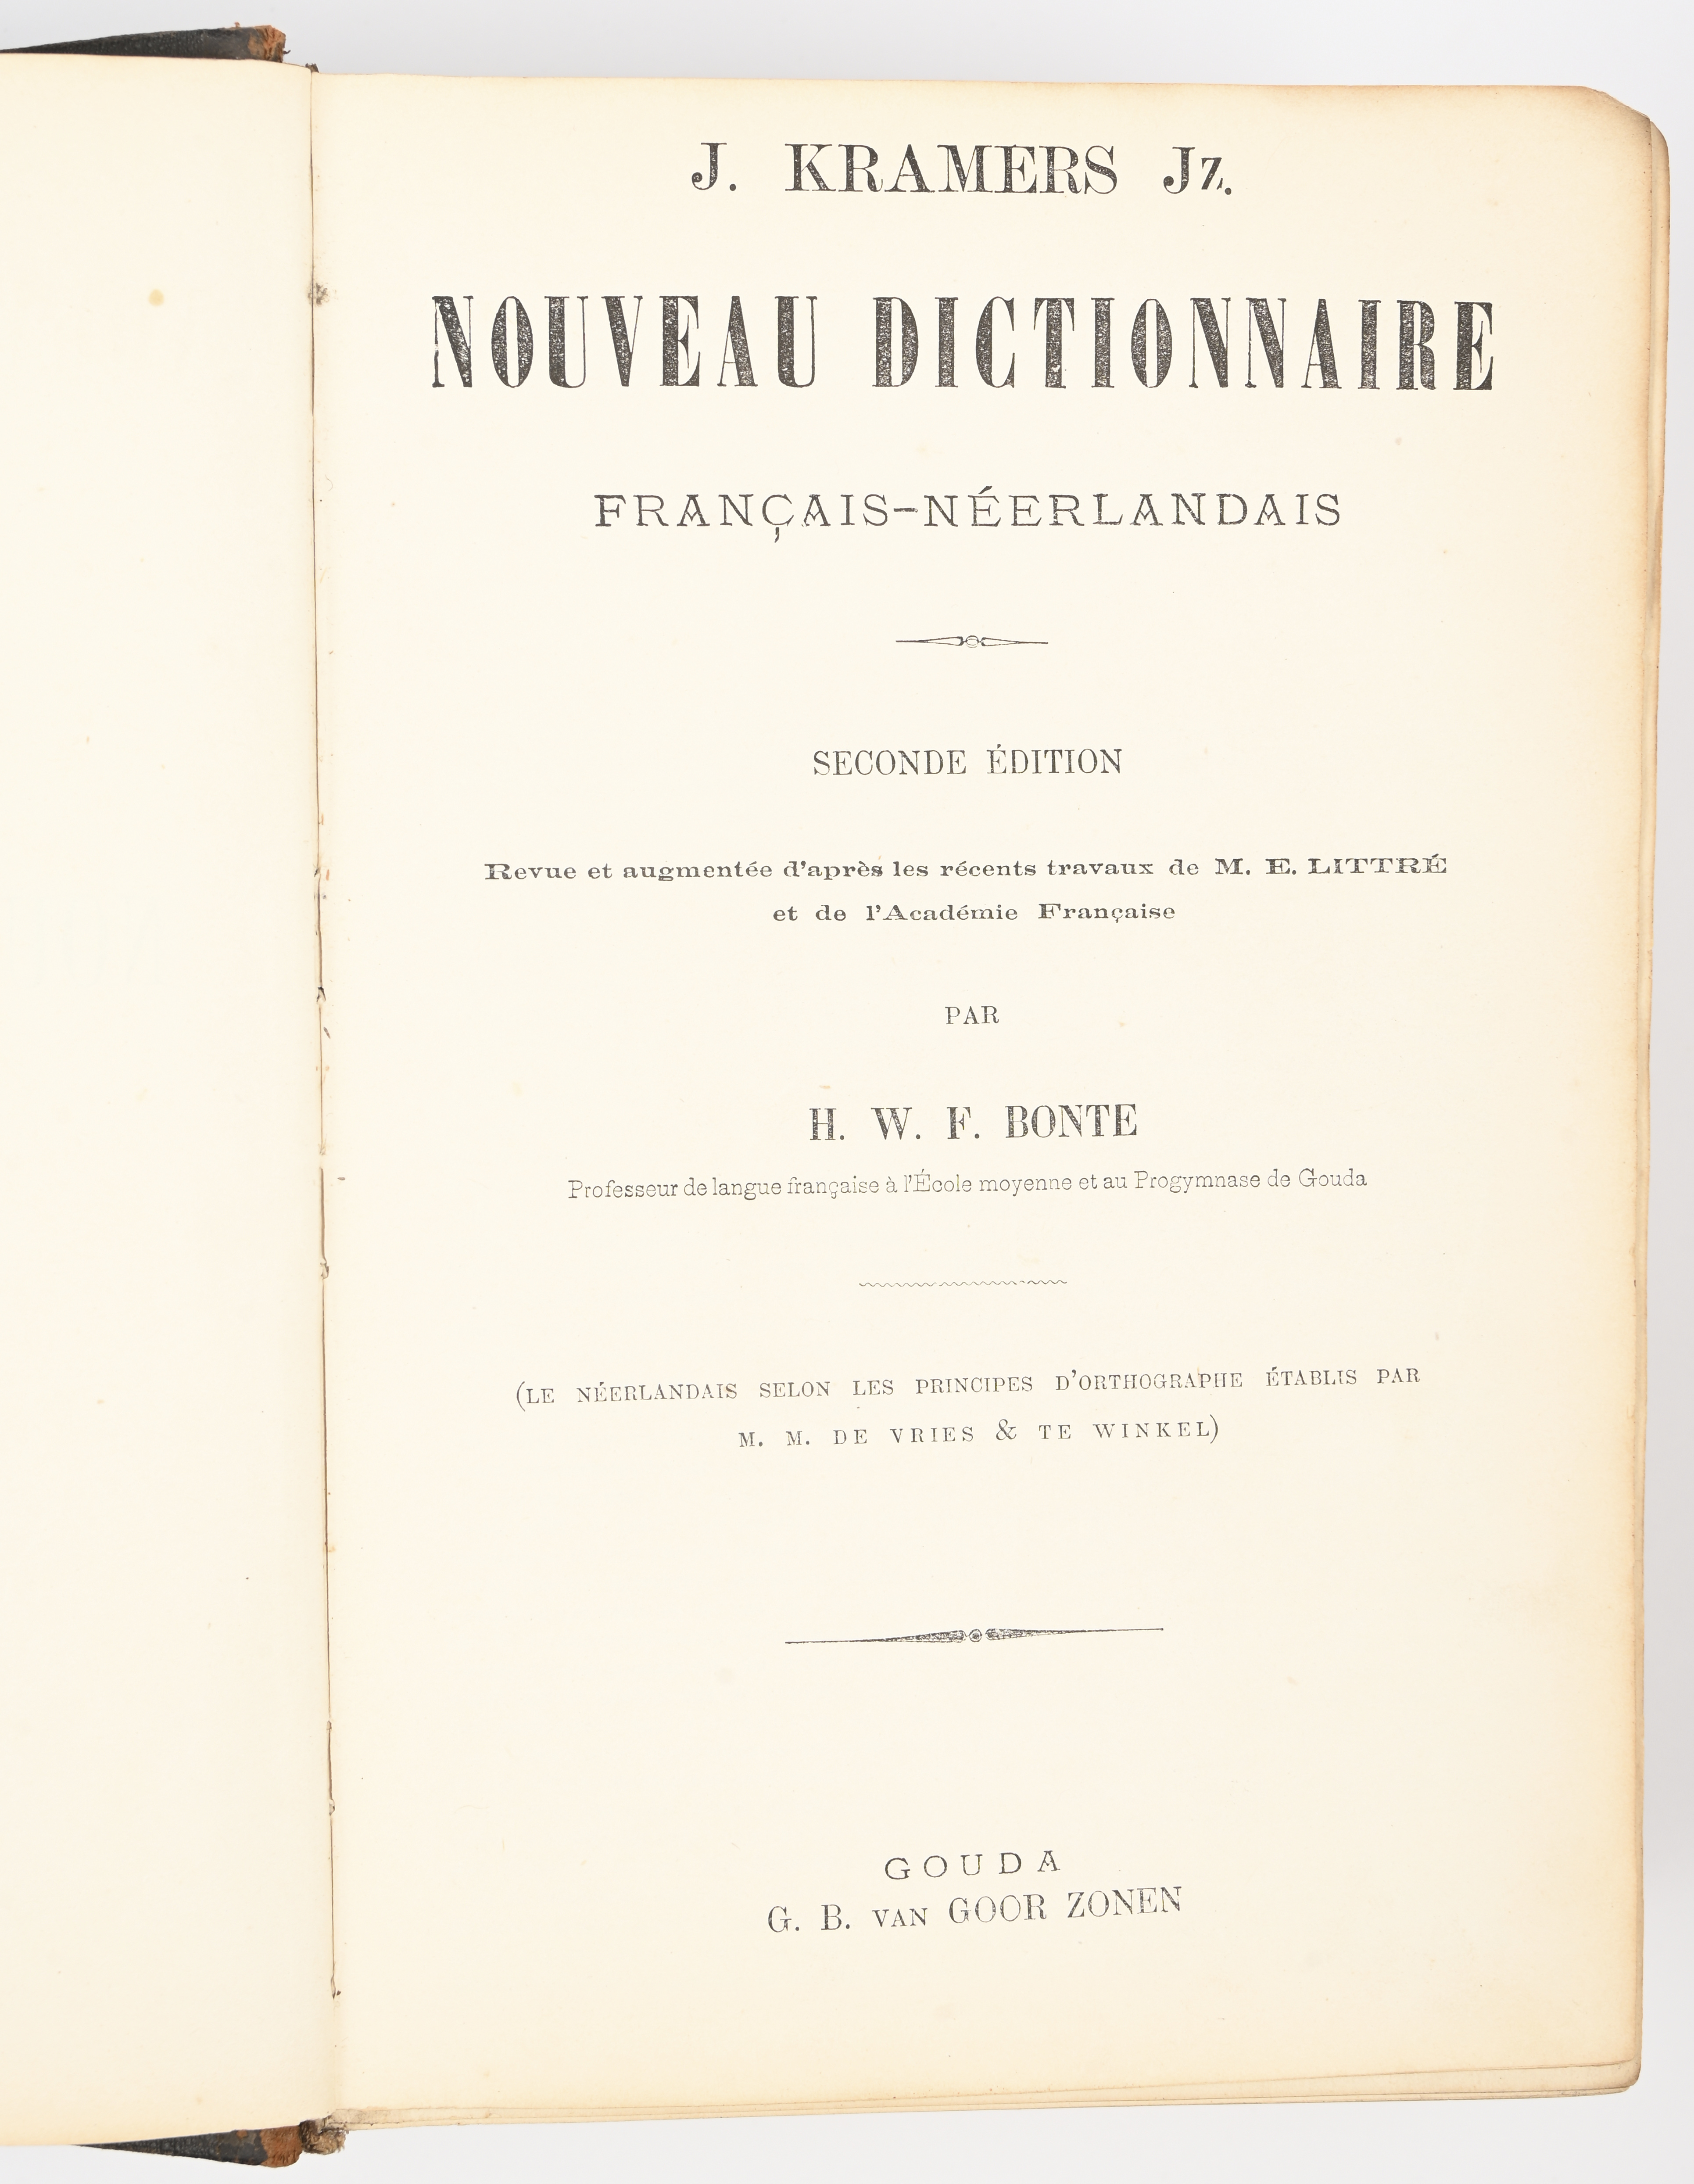 J. KRAMERS Jz.
NOUVEAU DICTIONNAIRE
FRANÇAIS-NÉERLANDAIS
SECONDE ÉDITION
Revue et augmentée d'après les récents travaux de M. E. LITTRÉ
et de l'Académie Française
PAR
H. W. F. BONTE
Professeur de langue française à l'École moyenne et au Progymnase de Gouda
(LE NÉERLANDAIS SELON LES PRINCIPES D'ORTHOGRAPHE ÉTABLIS PAR
M. M. DE VRIES & TE WINKEL)
GOUDA
G. B. VAN GOOR ZONEN